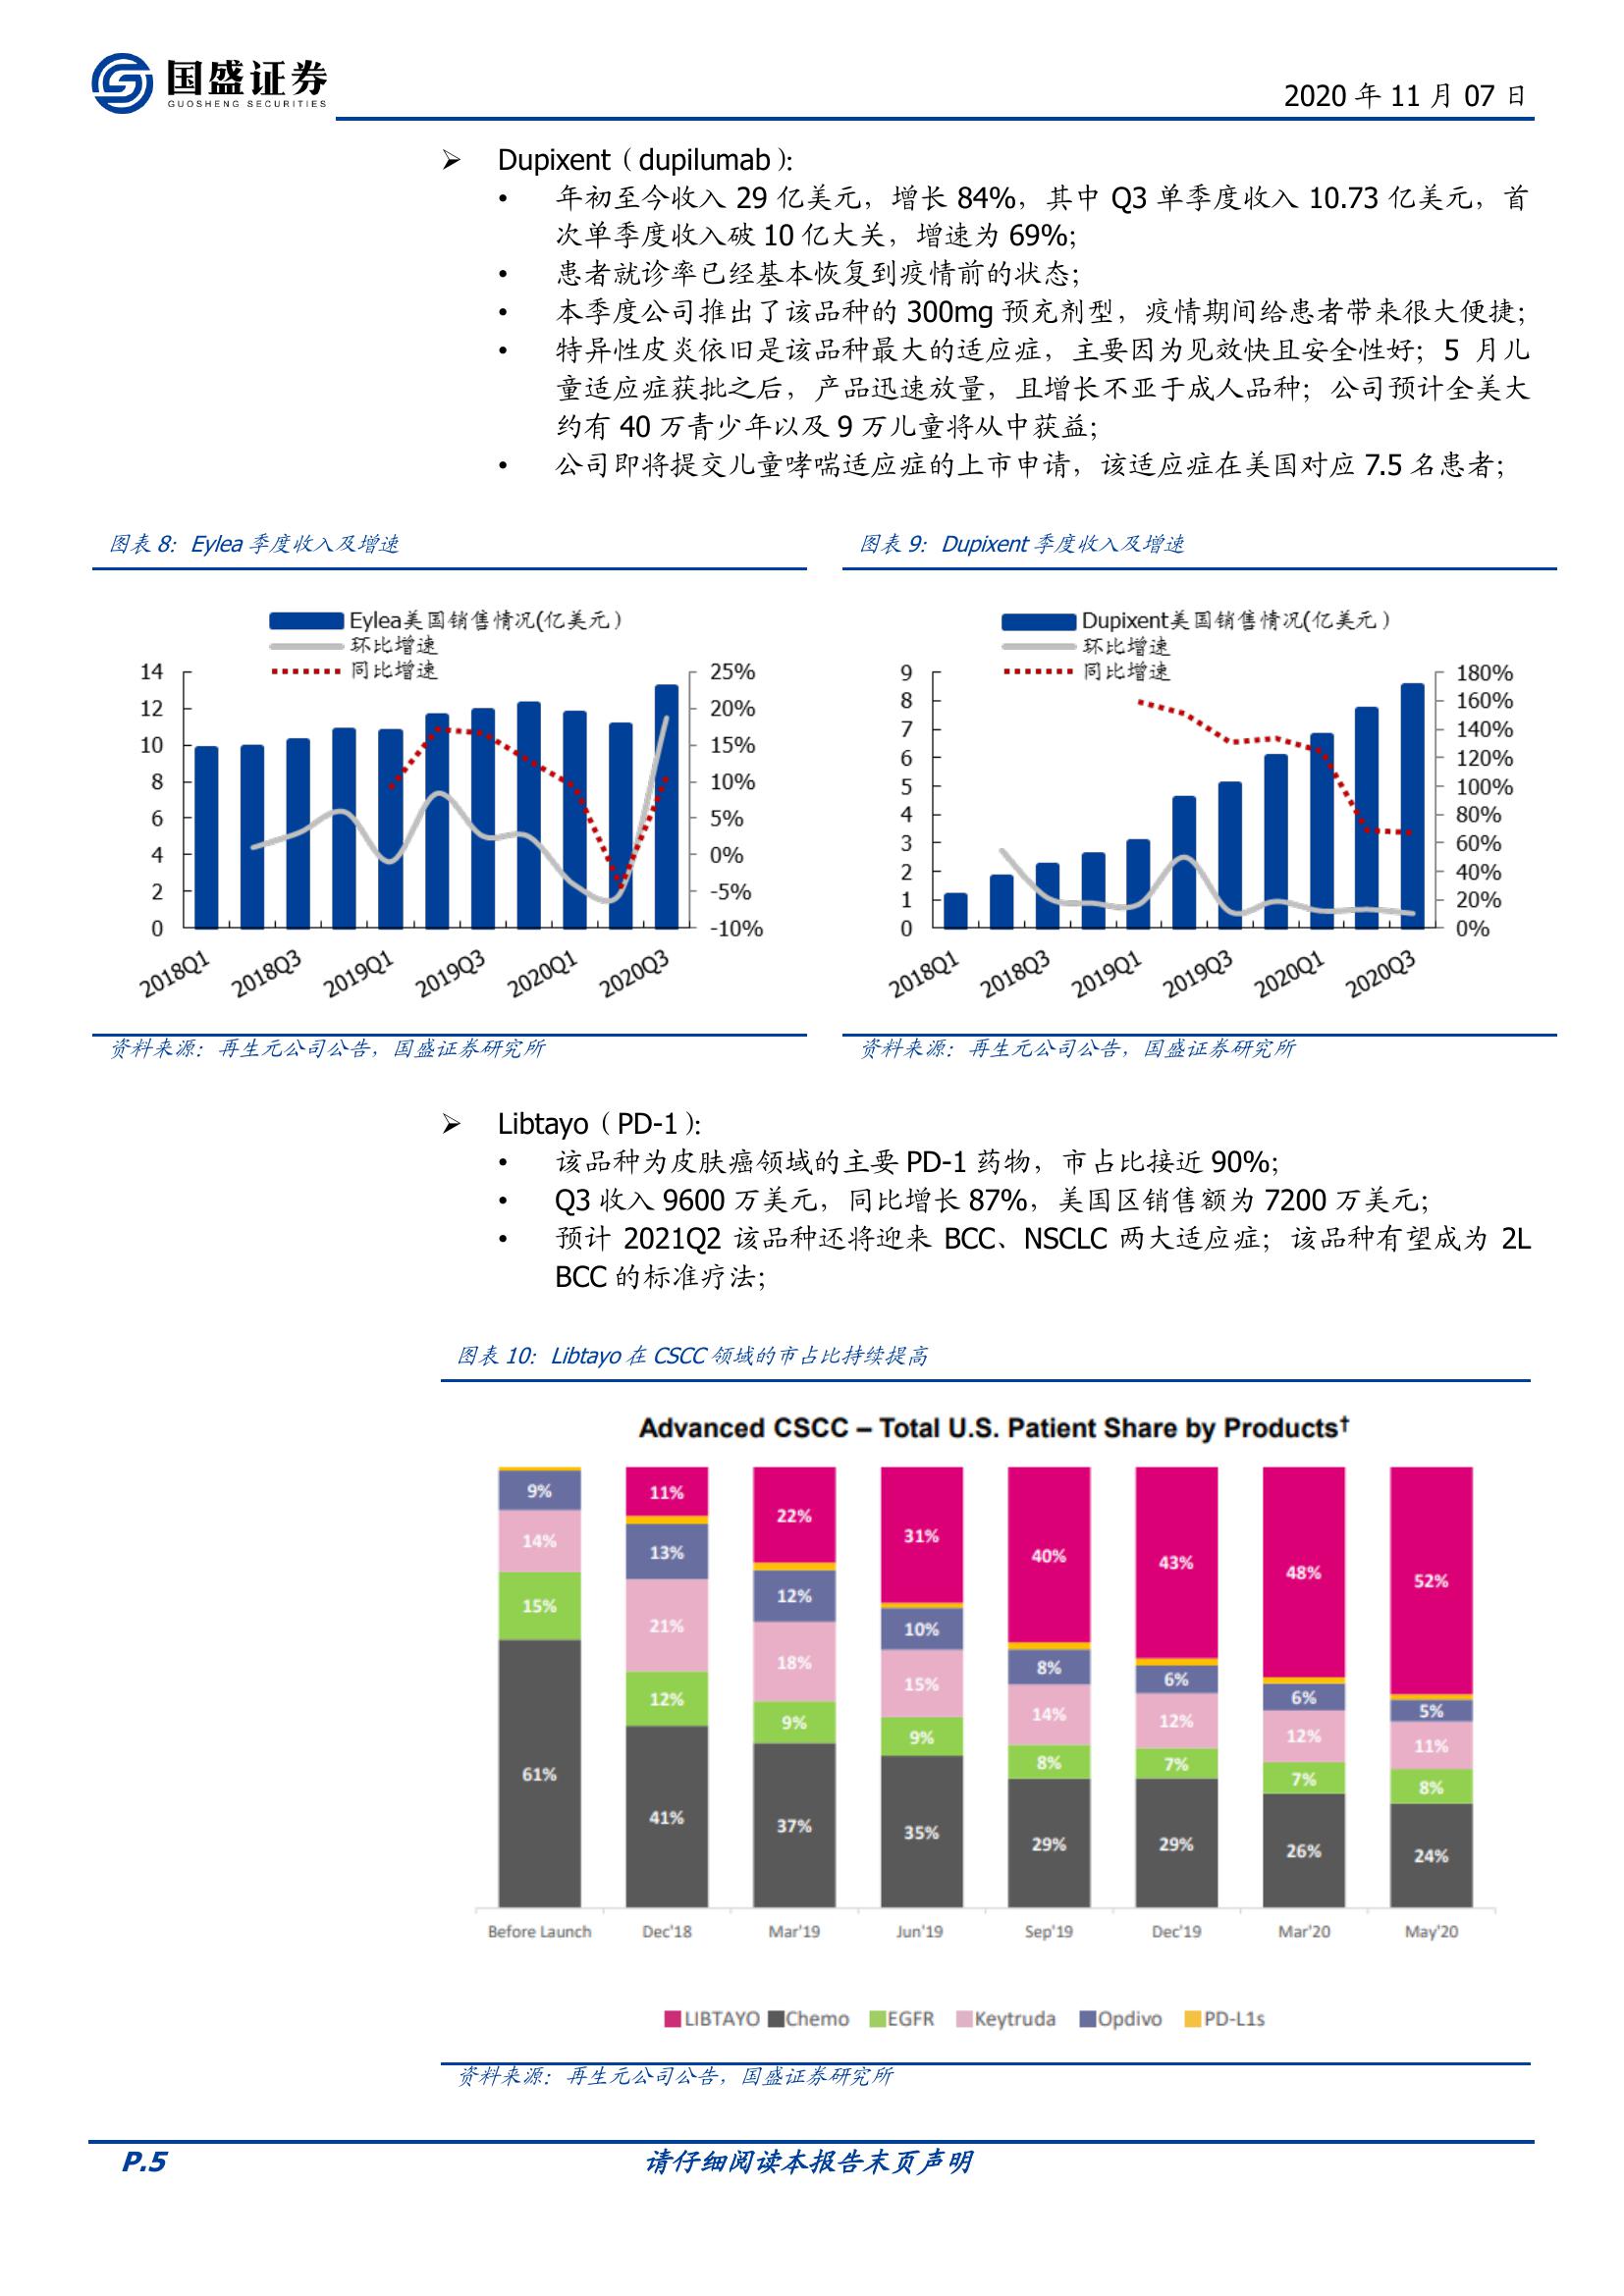 国盛证券
GUOSHENG SECURITIES
2020 年 11 月 07 日
➢ Dupixent（dupilumab）：
• 年初至今收入 29 亿美元，增长 84%，其中 Q3 单季度收入 10.73 亿美元，首
次单季度收入破 10 亿大关，增速为 69%；
• 患者就诊率已经基本恢复到疫情前的状态；
• 本季度公司推出了该品种的 300mg 预充剂型，疫情期间给患者带来很大便捷；
• 特异性皮炎依旧是该品种最大的适应症，主要因为见效快且安全性好；5 月儿
童适应症获批之后，产品迅速放量，且增长不亚于成人品种；公司预计全美大
约有 40 万青少年以及 9 万儿童将从中获益；
• 公司即将提交儿童哮喘适应症的上市申请，该适应症在美国对应 7.5 名患者；
图表 8：Eylea 季度收入及增速
Eylea美国销售情况(亿美元）
环比增速
同比增速
14
12
10
8
6
4
2
0
25%
20%
15%
10%
5%
0%
-5%
-10%
2018Q1 2018Q3 2019Q1 2019Q3 2020Q1 2020Q3
资料来源：再生元公司公告，国盛证券研究所
图表 9：Dupixent 季度收入及增速
Dupixent美国销售情况(亿美元）
环比增速
同比增速
9
8
7
6
5
4
3
2
1
0
180%
160%
140%
120%
100%
80%
60%
40%
20%
0%
2018Q1 2018Q3 2019Q1 2019Q3 2020Q1 2020Q3
资料来源：再生元公司公告，国盛证券研究所
➢ Libtayo（PD-1）：
• 该品种为皮肤癌领域的主要 PD-1 药物，市占比接近 90%；
• Q3 收入 9600 万美元，同比增长 87%，美国区销售额为 7200 万美元；
• 预计 2021Q2 该品种还将迎来 BCC、NSCLC 两大适应症；该品种有望成为 2L
BCC 的标准疗法；
图表 10：Libtayo 在 CSCC 领域的市占比持续提高
Advanced CSCC – Total U.S. Patient Share by Products†
9%
14%
15%
61%
11%
13%
21%
12%
41%
22%
12%
18%
9%
37%
31%
10%
15%
9%
35%
40%
8%
14%
8%
29%
43%
6%
12%
7%
29%
48%
6%
12%
7%
26%
52%
5%
11%
8%
24%
Before Launch Dec'18 Mar'19 Jun'19 Sep'19 Dec'19 Mar'20 May'20
LIBTAYO Chemo EGFR Keytruda Opdivo PD-L1s
资料来源：再生元公司公告，国盛证券研究所
P.5 请仔细阅读本报告末页声明